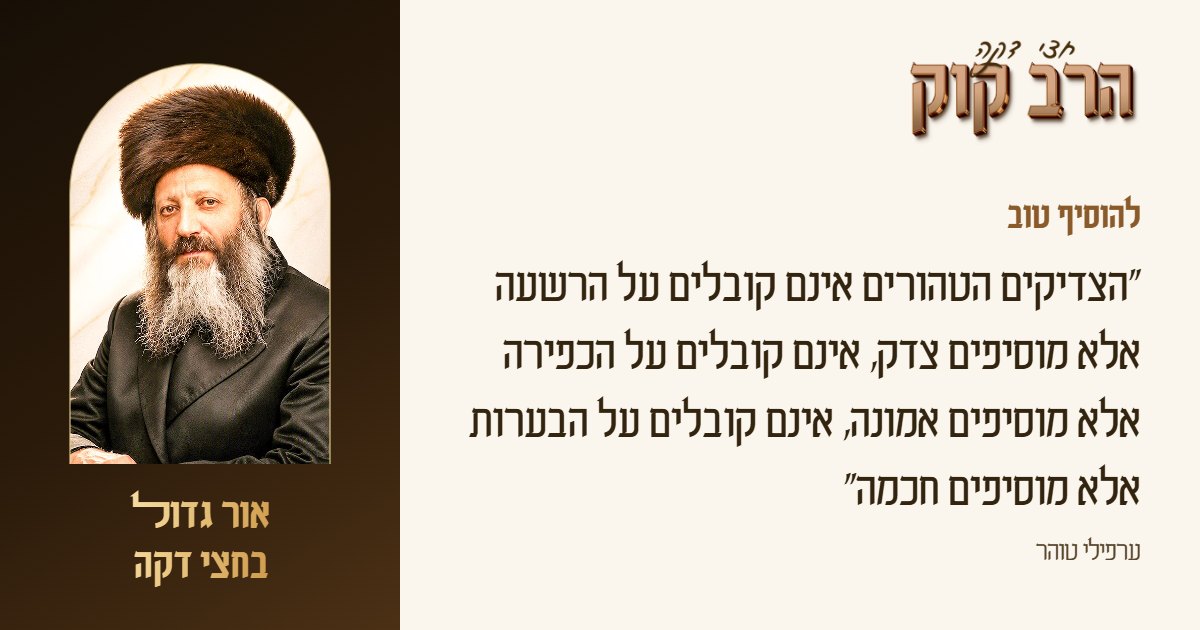 חצי דקה
הרב קוק
להוסיף טוב
"הצדיקים הטהורים אינם קובלים על הרשעה
אלא מוסיפים צדק, אינם קובלים על הכפירה
אלא מוסיפים אמונה, אינם קובלים על הבערות
אלא מוסיפים חכמה"
ערפילי טוהר
אור גדול
בחצי דקה